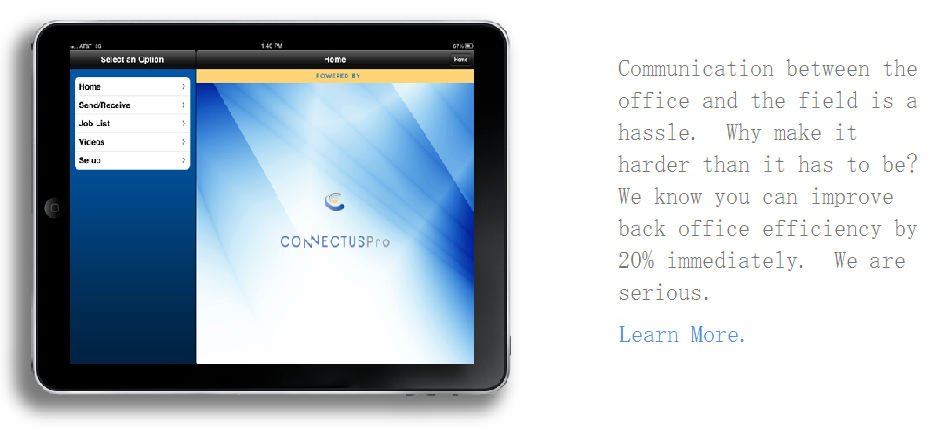 AT&T 3G 1:40 PM 67%
Select an Option
Home
Home
POWERED BY
Home
Send/Receive
Job List
Videos
Setup
CONNECTUSPro
Communication between the
office and the field is a
hassle. Why make it
harder than it has to be?
We know you can improve
back office efficiency by
20% immediately. We are
serious.
Learn More.